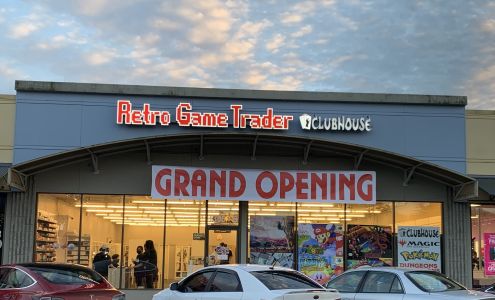 Retro Game Trader CLUBHOUSE
GRAND OPENING
CLUBHOUSE
MAGIC
POKÉMON
DUNGEONS